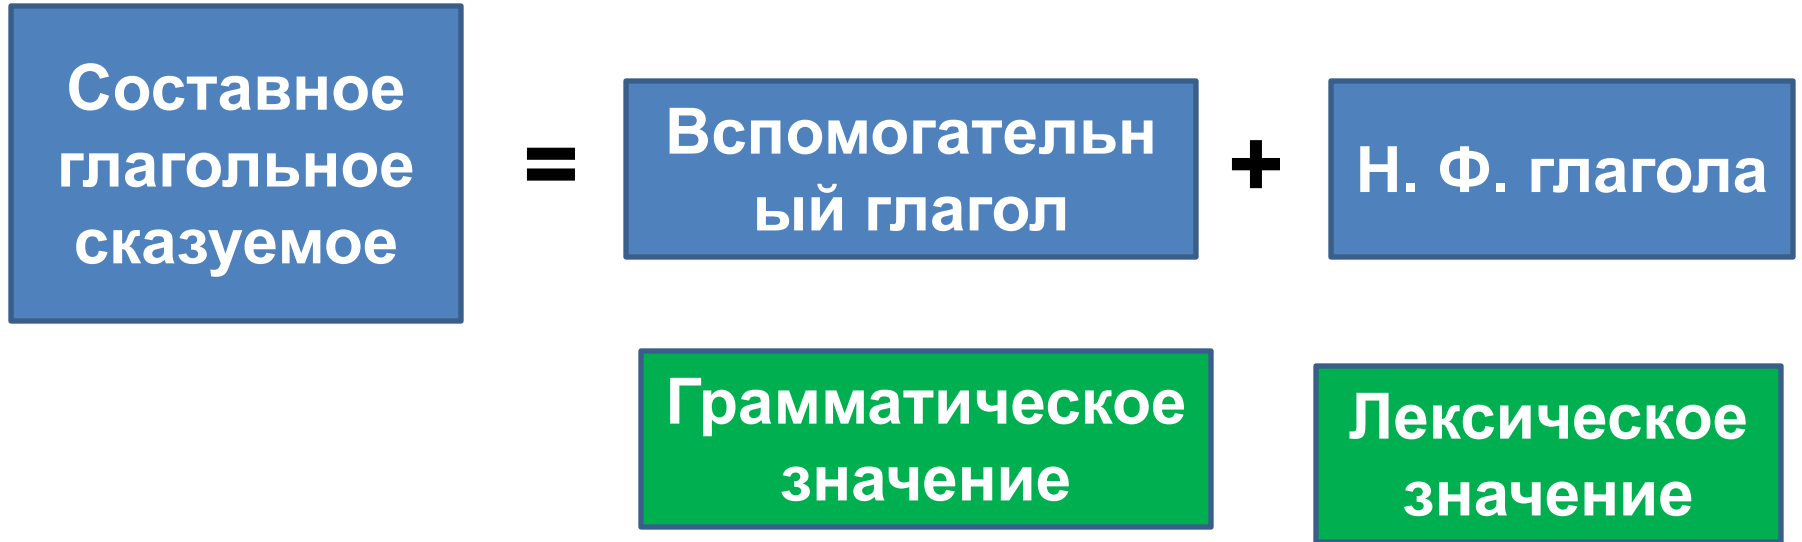 Составное
глагольное
сказуемое
=
Вспомогательн
ый глагол
+
Н. Ф. глагола
Грамматическое
значение
Лексическое
значение